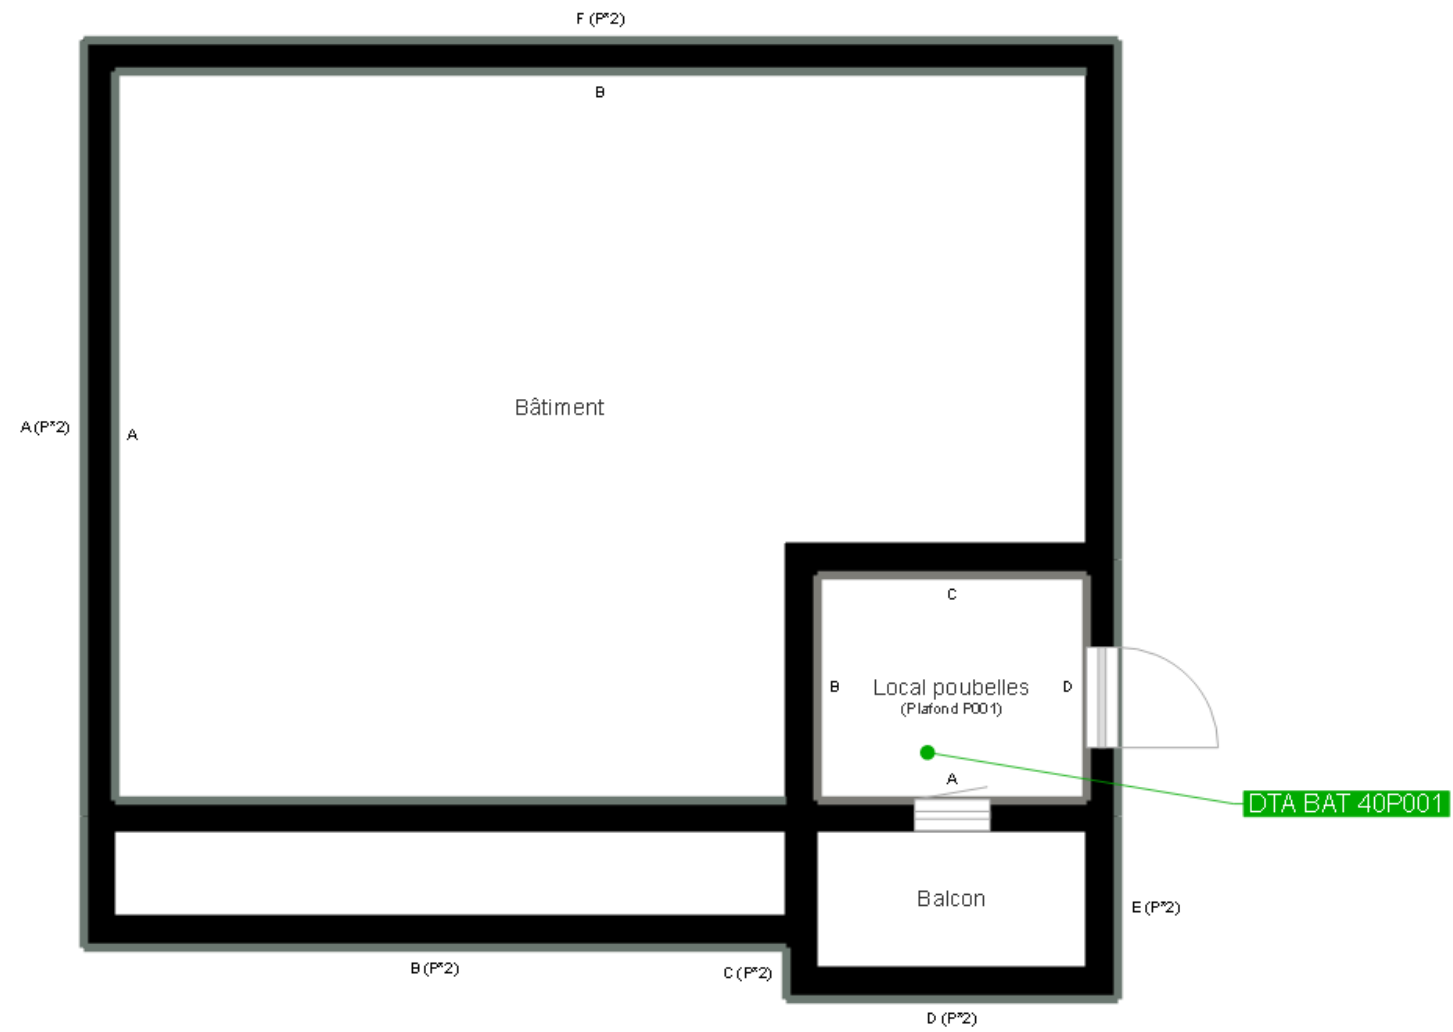 F (P*2)
B
Bâtiment
A (P*2)
A
C
B
Local poubelles
D
(Plafond P001)
A
DTA BAT 40P001
Balcon
E (P*2)
B (P*2)
C (P*2)
D (P*2)